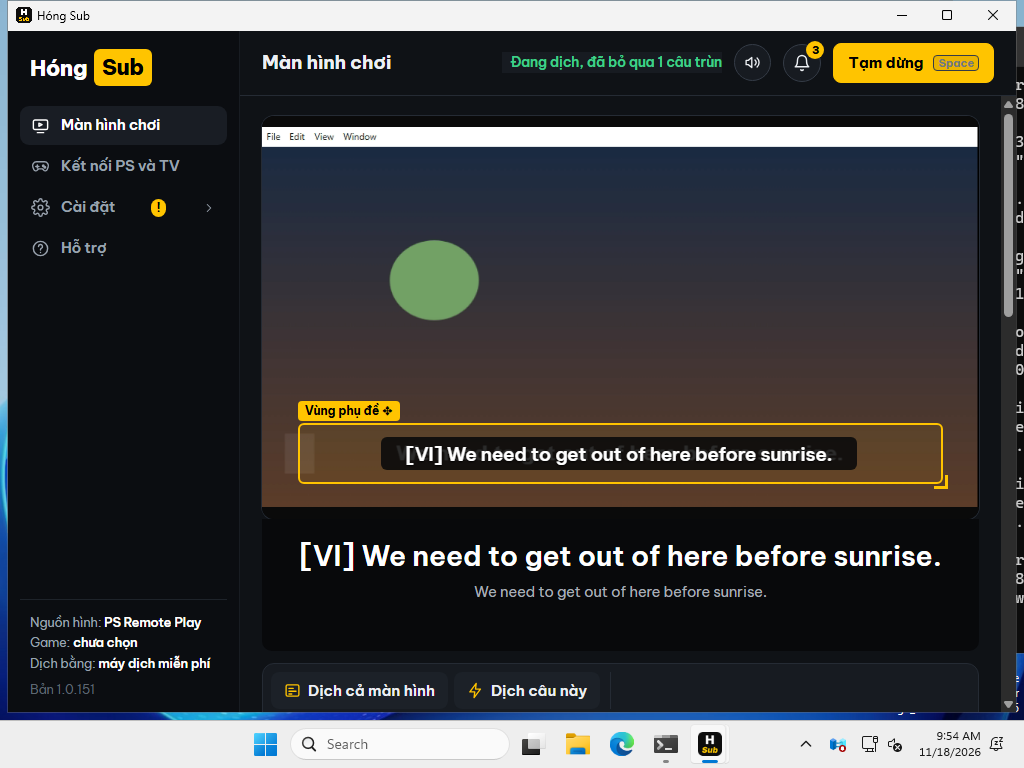 Hóng Sub
Hóng Sub
Màn hình chơi
Kết nối PS và TV
Cài đặt
!
Hỗ trợ
Nguồn hình: PS Remote Play
Game: chưa chọn
Dịch bằng: máy dịch miễn phí
Bản 1.0.151
Màn hình chơi
Đang dịch, đã bỏ qua 1 câu trùn
3
Tạm dừng Space
File Edit View Window
Vùng phụ đề
[VI] We need to get out of here before sunrise.
[VI] We need to get out of here before sunrise.
We need to get out of here before sunrise.
Dịch cả màn hình
Dịch câu này
Search
H
Sub
9:54 AM
11/18/2026